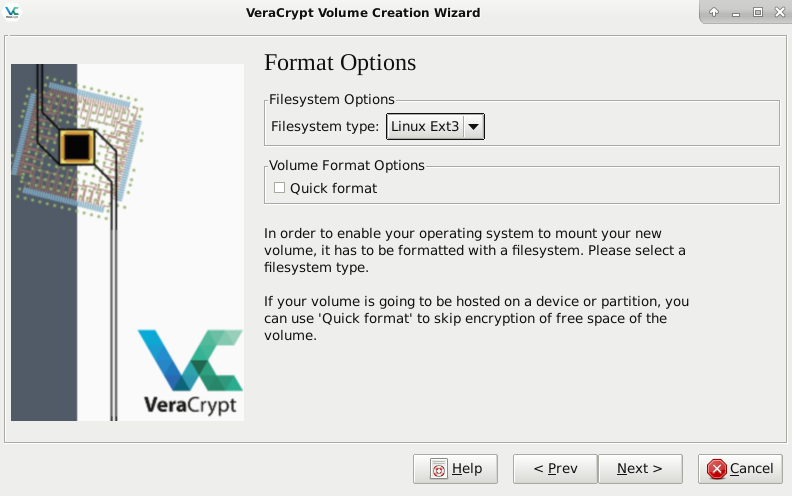 VeraCrypt Volume Creation Wizard
Format Options
Filesystem Options
Filesystem type: Linux Ext3
Volume Format Options
Quick format
In order to enable your operating system to mount your new
volume, it has to be formatted with a filesystem. Please select a
filesystem type.
If your volume is going to be hosted on a device or partition, you
can use 'Quick format' to skip encryption of free space of the
volume.
VeraCrypt
Help
< Prev
Next >
Cancel